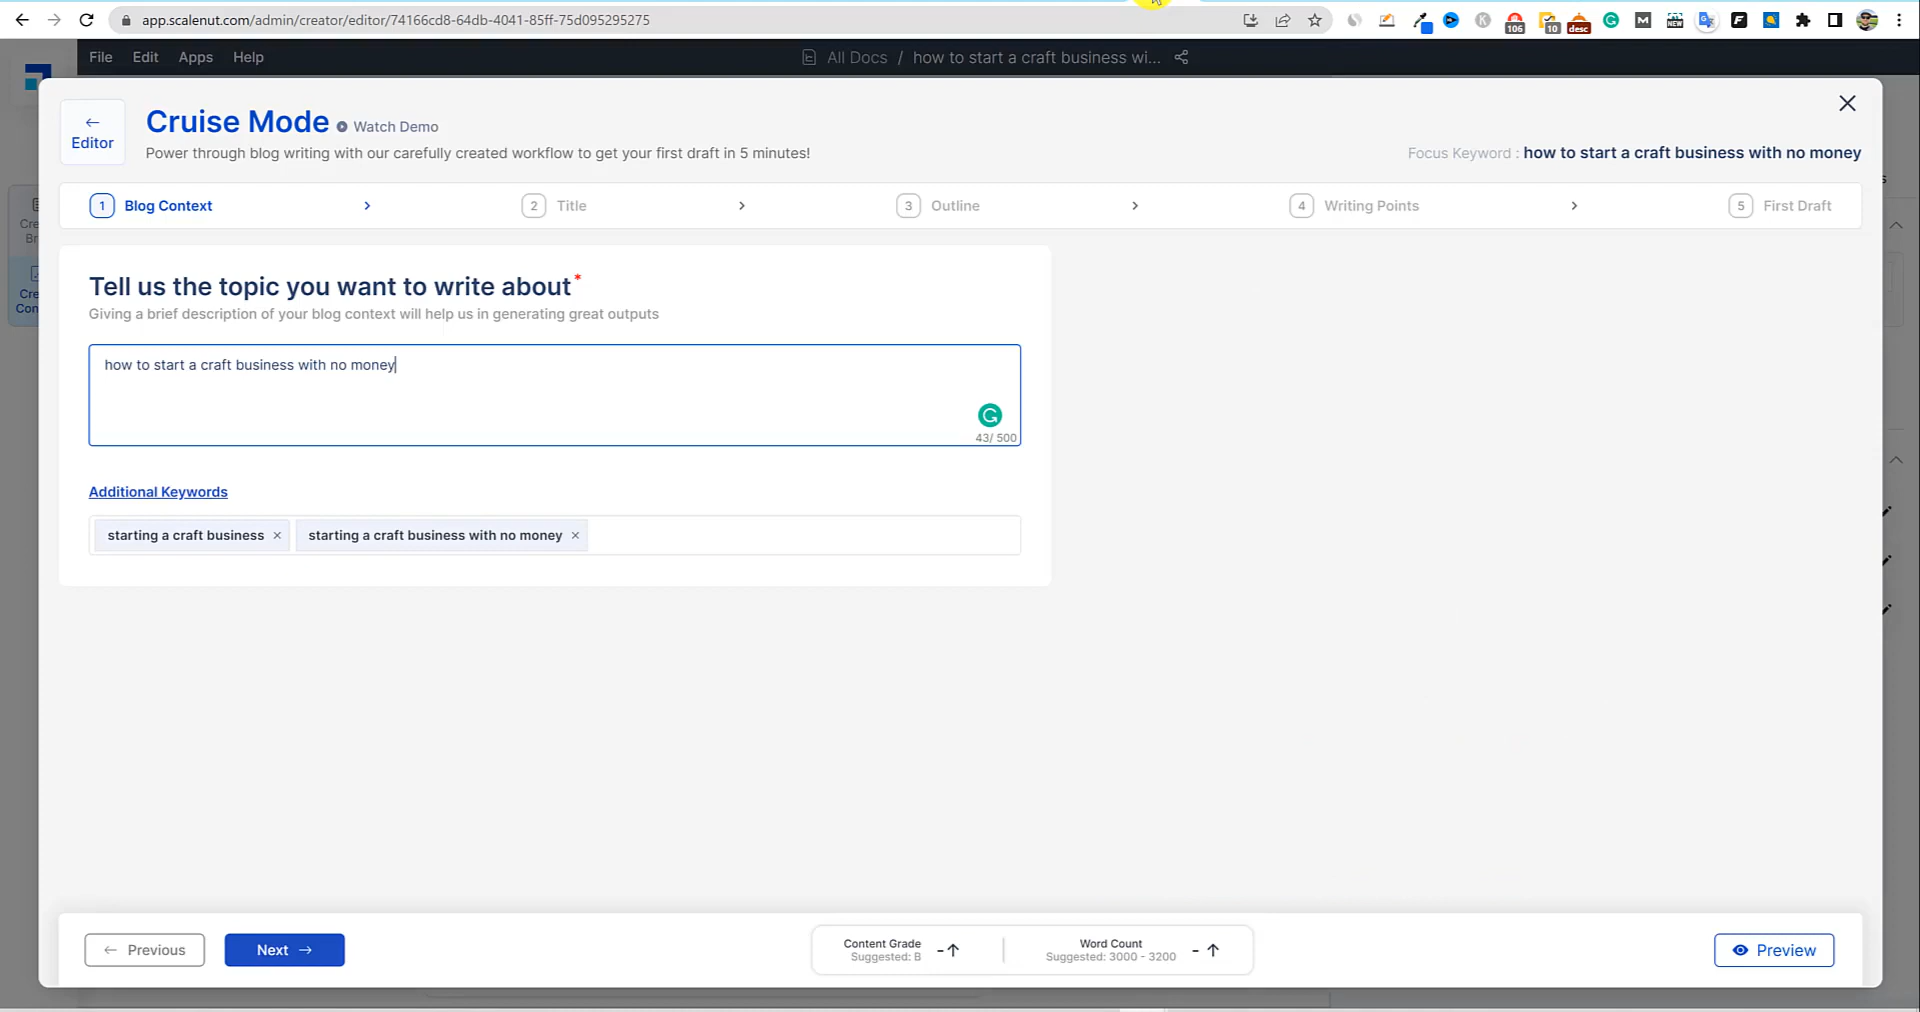 app.scalenut.com/admin/creator/editor/74166cd8-64db-4041-85ff-75d095295275
106
10
desc
NEW
File Edit Apps Help
All Docs / how to start a craft business wi...
← Editor
Cruise Mode Watch Demo
Power through blog writing with our carefully created workflow to get your first draft in 5 minutes!
Focus Keyword : how to start a craft business with no money
1 Blog Context > 2 Title > 3 Outline > 4 Writing Points > 5 First Draft
Tell us the topic you want to write about*
Giving a brief description of your blog context will help us in generating great outputs
how to start a craft business with no money
43/ 500
Additional Keywords
starting a craft business × starting a craft business with no money ×
← Previous
Next →
Content Grade
Suggested: B
- ↑
Word Count
Suggested: 3000 - 3200
- ↑
Preview